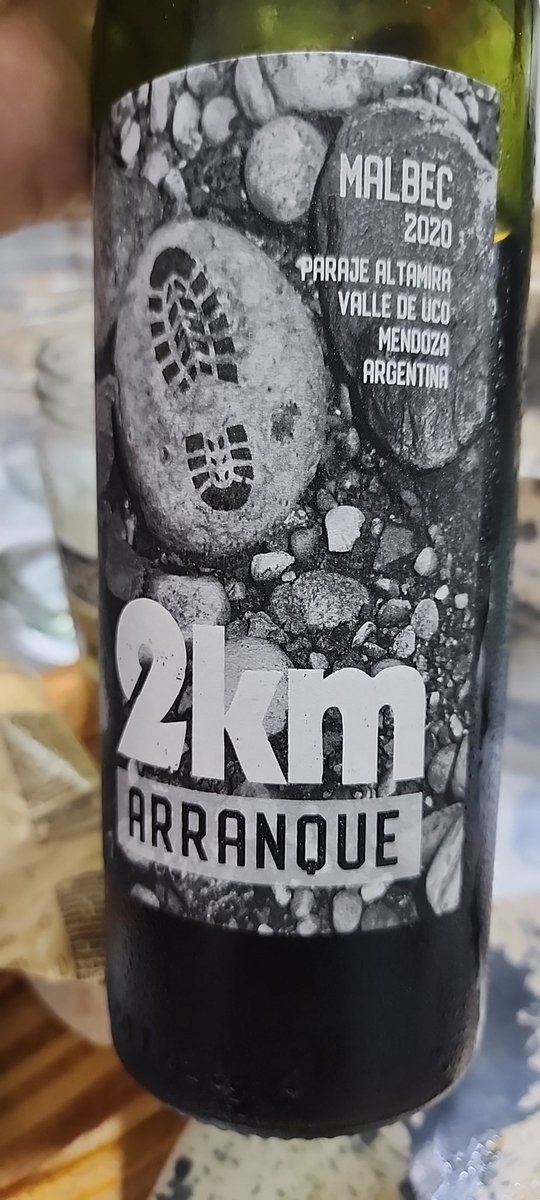 MALBEC
2020
PARAJE ALTAMIRA
VALLE DE UCO
MENDOZA
ARGENTINA
2km
ARRANQUE